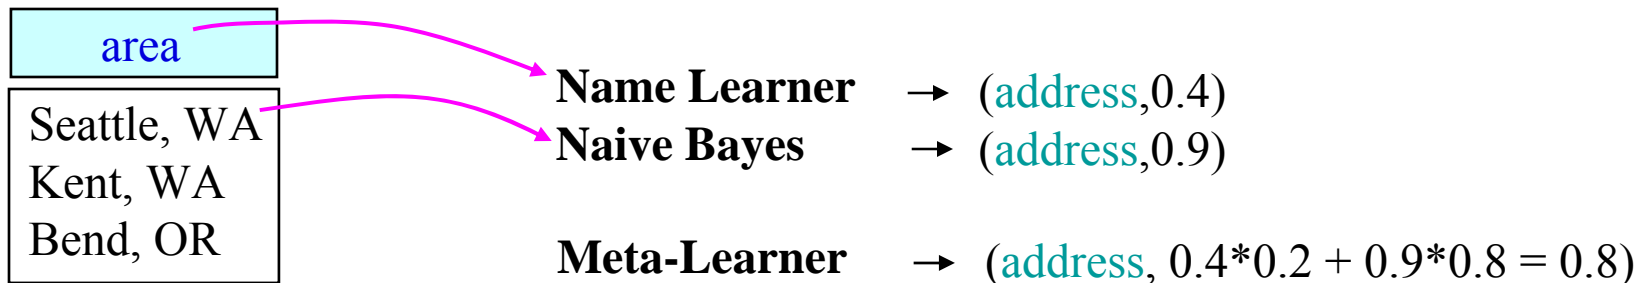 area
Seattle, WA
Kent, WA
Bend, OR
Name Learner → (address,0.4)
Naive Bayes → (address,0.9)
Meta-Learner → (address, 0.4*0.2 + 0.9*0.8 = 0.8)